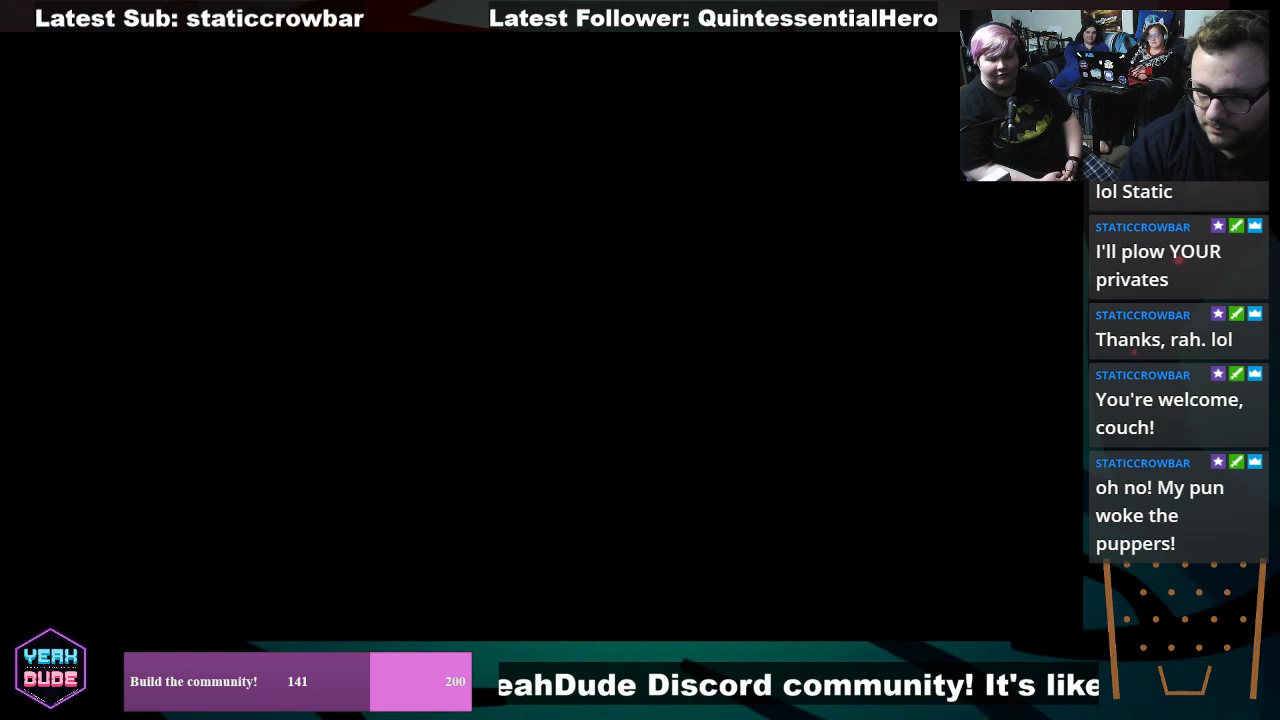 Latest Sub: staticcrowbar
Latest Follower: QuintessentialHero
lol Static
STATICCROWBAR
I'll plow YOUR
privates
STATICCROWBAR
Thanks, rah. lol
STATICCROWBAR
You're welcome,
couch!
STATICCROWBAR
oh no! My pun
woke the
puppers!
YEAH
DUDE
Build the community!
141
200
eahDude Discord community! It's like